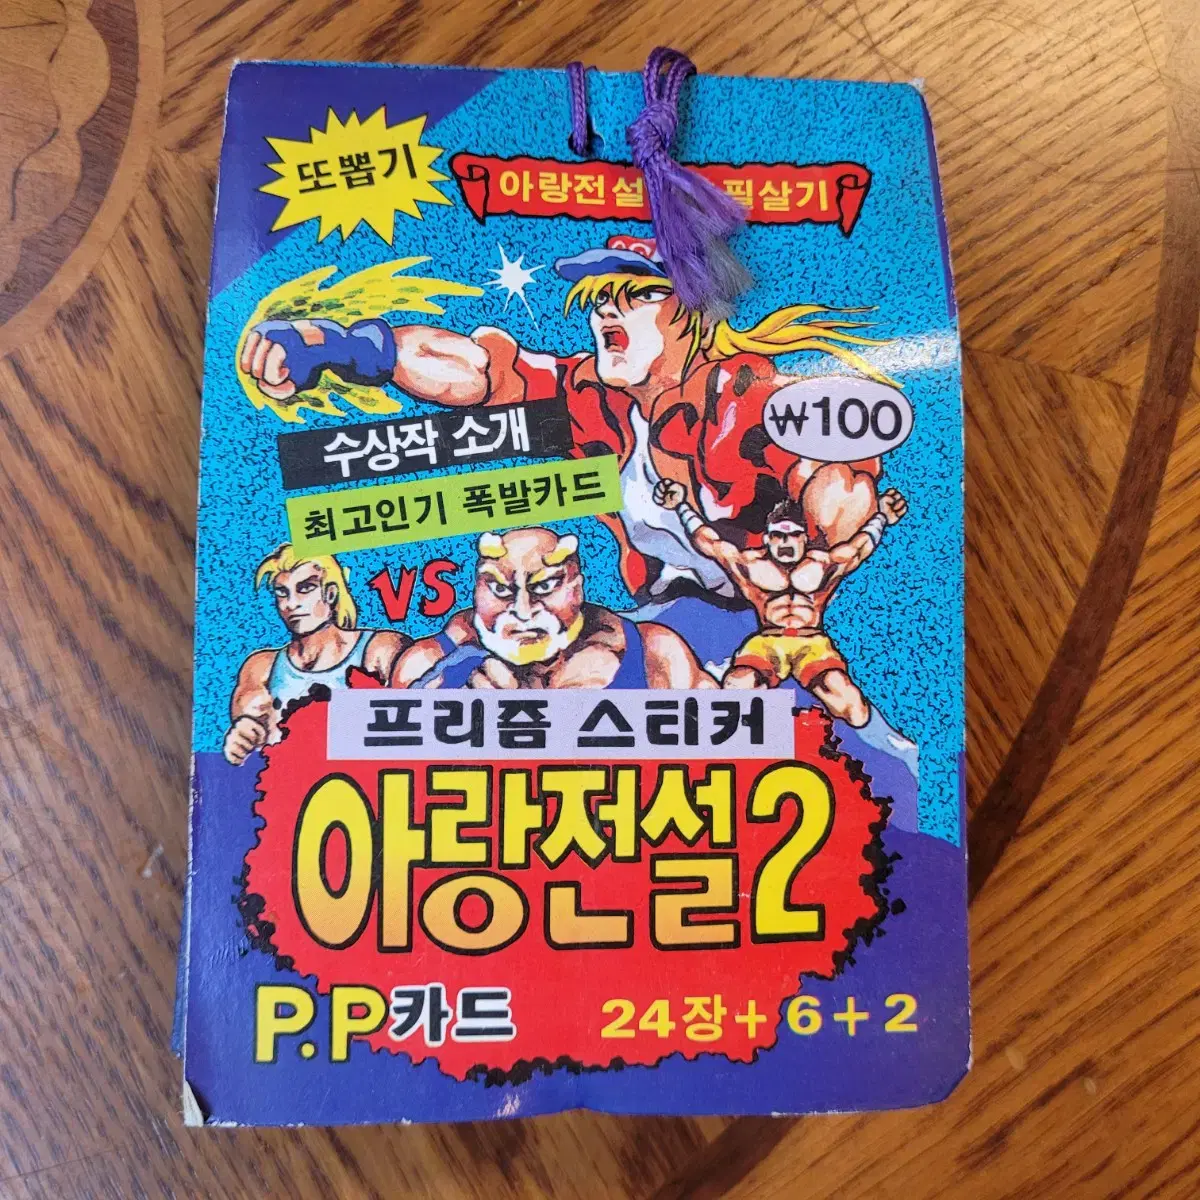 또 뽑기
아랑전설 필살기
₩100
수상작 소개
최고인기 폭발카드
VS
프리즘 스티커
아랑전설2
P.P카드
24장+6+2